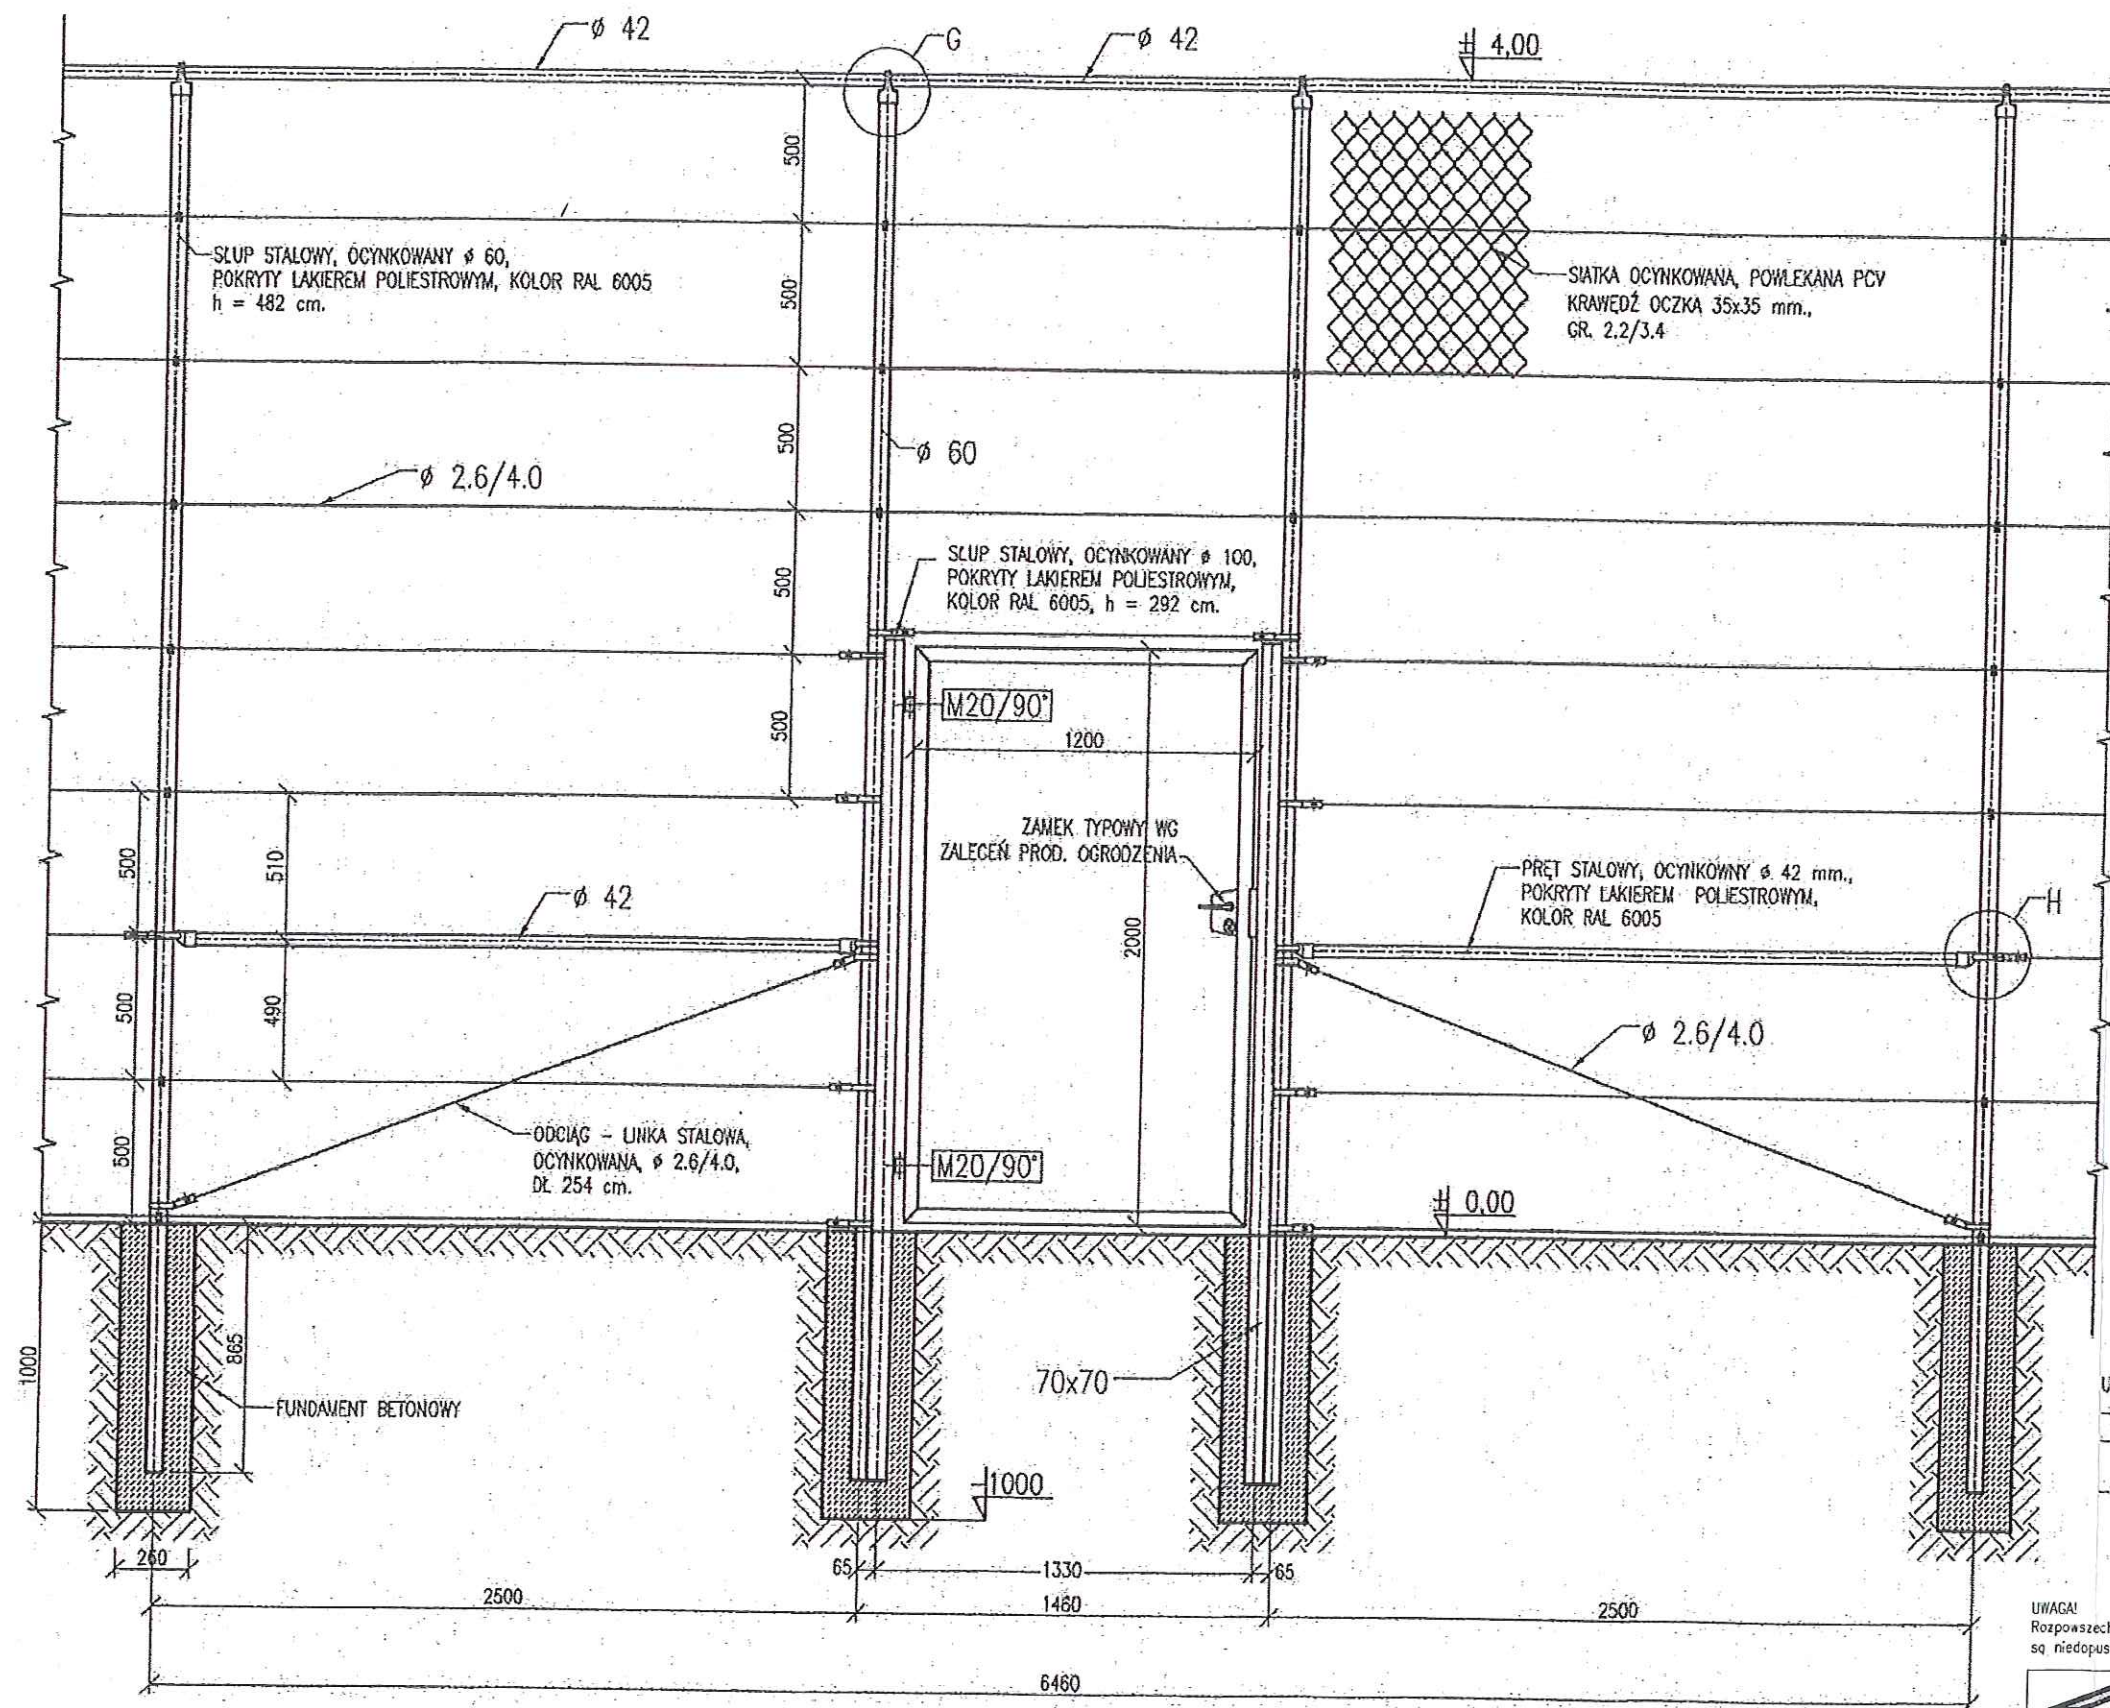 ø 42
G
ø 42
4,00
500
SŁUP STALOWY, OCYNKOWANY ø 60,
POKRYTY LAKIEREM POLIESTROWYM, KOLOR RAL 6005
h = 482 cm.
500
SIATKA OCYNKOWANA, POWLEKANA PCV
KRAWĘDŹ OCZKA 35x35 mm.,
GR. 2.2/3.4
500
ø 60
ø 2.6/4.0
500
SŁUP STALOWY, OCYNKOWANY ø 100,
POKRYTY LAKIEREM POLIESTROWYM,
KOLOR RAL 6005, h = 292 cm.
500
M20/90°
1200
ZAMEK TYPOWY WG
ZALECEŃ PROD. OGRODZENIA
500
510
ø 42
2000
PRĘT STALOWY, OCYNKOWNY ø 42 mm.,
POKRYTY LAKIEREM POLIESTROWYM,
KOLOR RAL 6005
H
500
490
ø 2.6/4.0
500
ODCIĄG - LINKA STALOWA,
OCYNKOWANA, ø 2.6/4.0,
DŁ 254 cm.
M20/90°
0,00
1000
865
FUNDAMENT BETONOWY
70x70
-1000
260
65
1330
65
2500
1460
2500
6460
UWAGA!
Rozpowszech
są niedopus